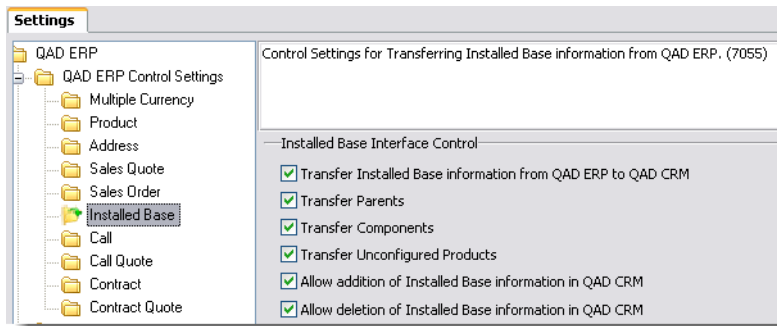 Settings
QAD ERP
QAD ERP Control Settings
Multiple Currency
Product
Address
Sales Quote
Sales Order
Installed Base
Call
Call Quote
Contract
Contract Quote
Control Settings for Transferring Installed Base information from QAD ERP. (7055)
Installed Base Interface Control
Transfer Installed Base information from QAD ERP to QAD CRM
Transfer Parents
Transfer Components
Transfer Unconfigured Products
Allow addition of Installed Base information in QAD CRM
Allow deletion of Installed Base information in QAD CRM